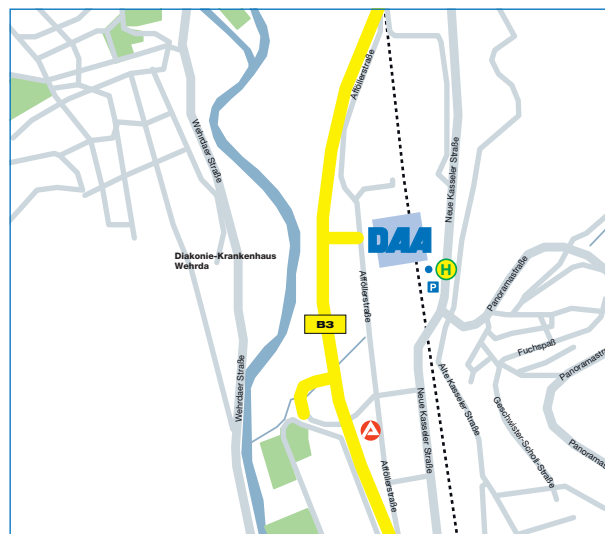 Afföllerstraße
Wehrdaer Straße
Neue Kasseler Straße
DAA
H
P
Diakonie-Krankenhaus
Wehrda
Panoramastraße
Afföllerstraße
B3
Fuchspaß
Wehrdaer Straße
Alte Kasseler Straße
Panoramastr
Neue Kasseler Straße
Geschwister-Scholl-Straße
Afföllerstraße
Panoramas